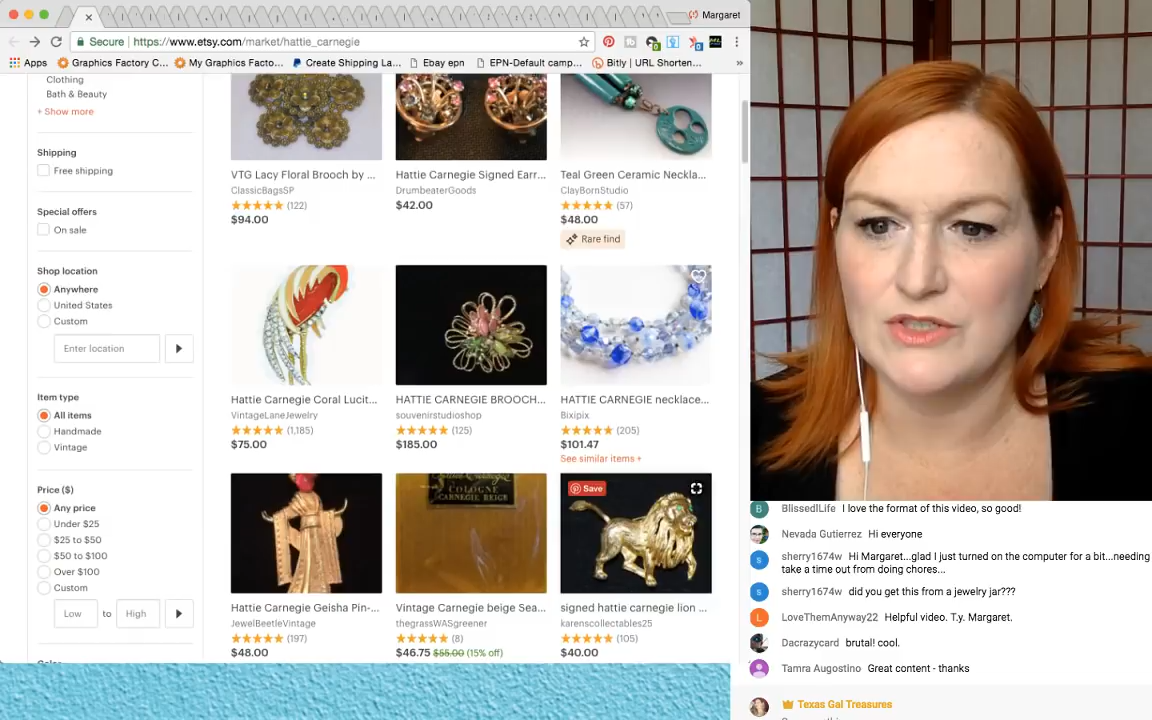 Margaret
Secure https://www.etsy.com/market/hattie_carnegie
Apps Graphics Factory C... My Graphics Facto... Create Shipping La... Ebay epn EPN-Default camp... Bitly | URL Shorten... »
Clothing
Bath & Beauty
+ Show more
Shipping
Free shipping
Special offers
On sale
Shop location
Anywhere
United States
Custom
Enter location
Item type
All items
Handmade
Vintage
Price ($)
Any price
Under $25
$25 to $50
$50 to $100
Over $100
Custom
Low to High
VTG Lacy Floral Brooch by ...
ClassicBagsSP
(122)
$94.00
Hattie Carnegie Signed Earr...
DrumbeaterGoods
$42.00
Teal Green Ceramic Neckla...
ClayBornStudio
(57)
$48.00
Rare find
Hattie Carnegie Coral Lucit...
VintageLaneJewelry
(1,185)
$75.00
HATTIE CARNEGIE BROOCH...
souvenirstudioshop
(125)
$185.00
HATTIE CARNEGIE necklace...
Bixipix
(205)
$101.47
See similar items +
Hattie Carnegie Geisha Pin-...
JewelBeetleVintage
(197)
$48.00
COLOGNE
CARNEGIE BEIGE
Vintage Carnegie beige Sea...
thegrassWASgreener
(8)
$46.75 $55.00 (15% off)
Save
signed hattie carnegie lion ...
karenscollectables25
(105)
$40.00
BlissedlLife I love the format of this video, so good!
Nevada Gutierrez Hi everyone
sherry1674w Hi Margaret...glad I just turned on the computer for a bit...needing
take a time out from doing chores...
sherry1674w did you get this from a jewelry jar???
LoveThemAnyway22 Helpful video. T.y. Margaret.
Dacrazycard brutal! cool.
Tamra Augostino Great content - thanks
Texas Gal Treasures